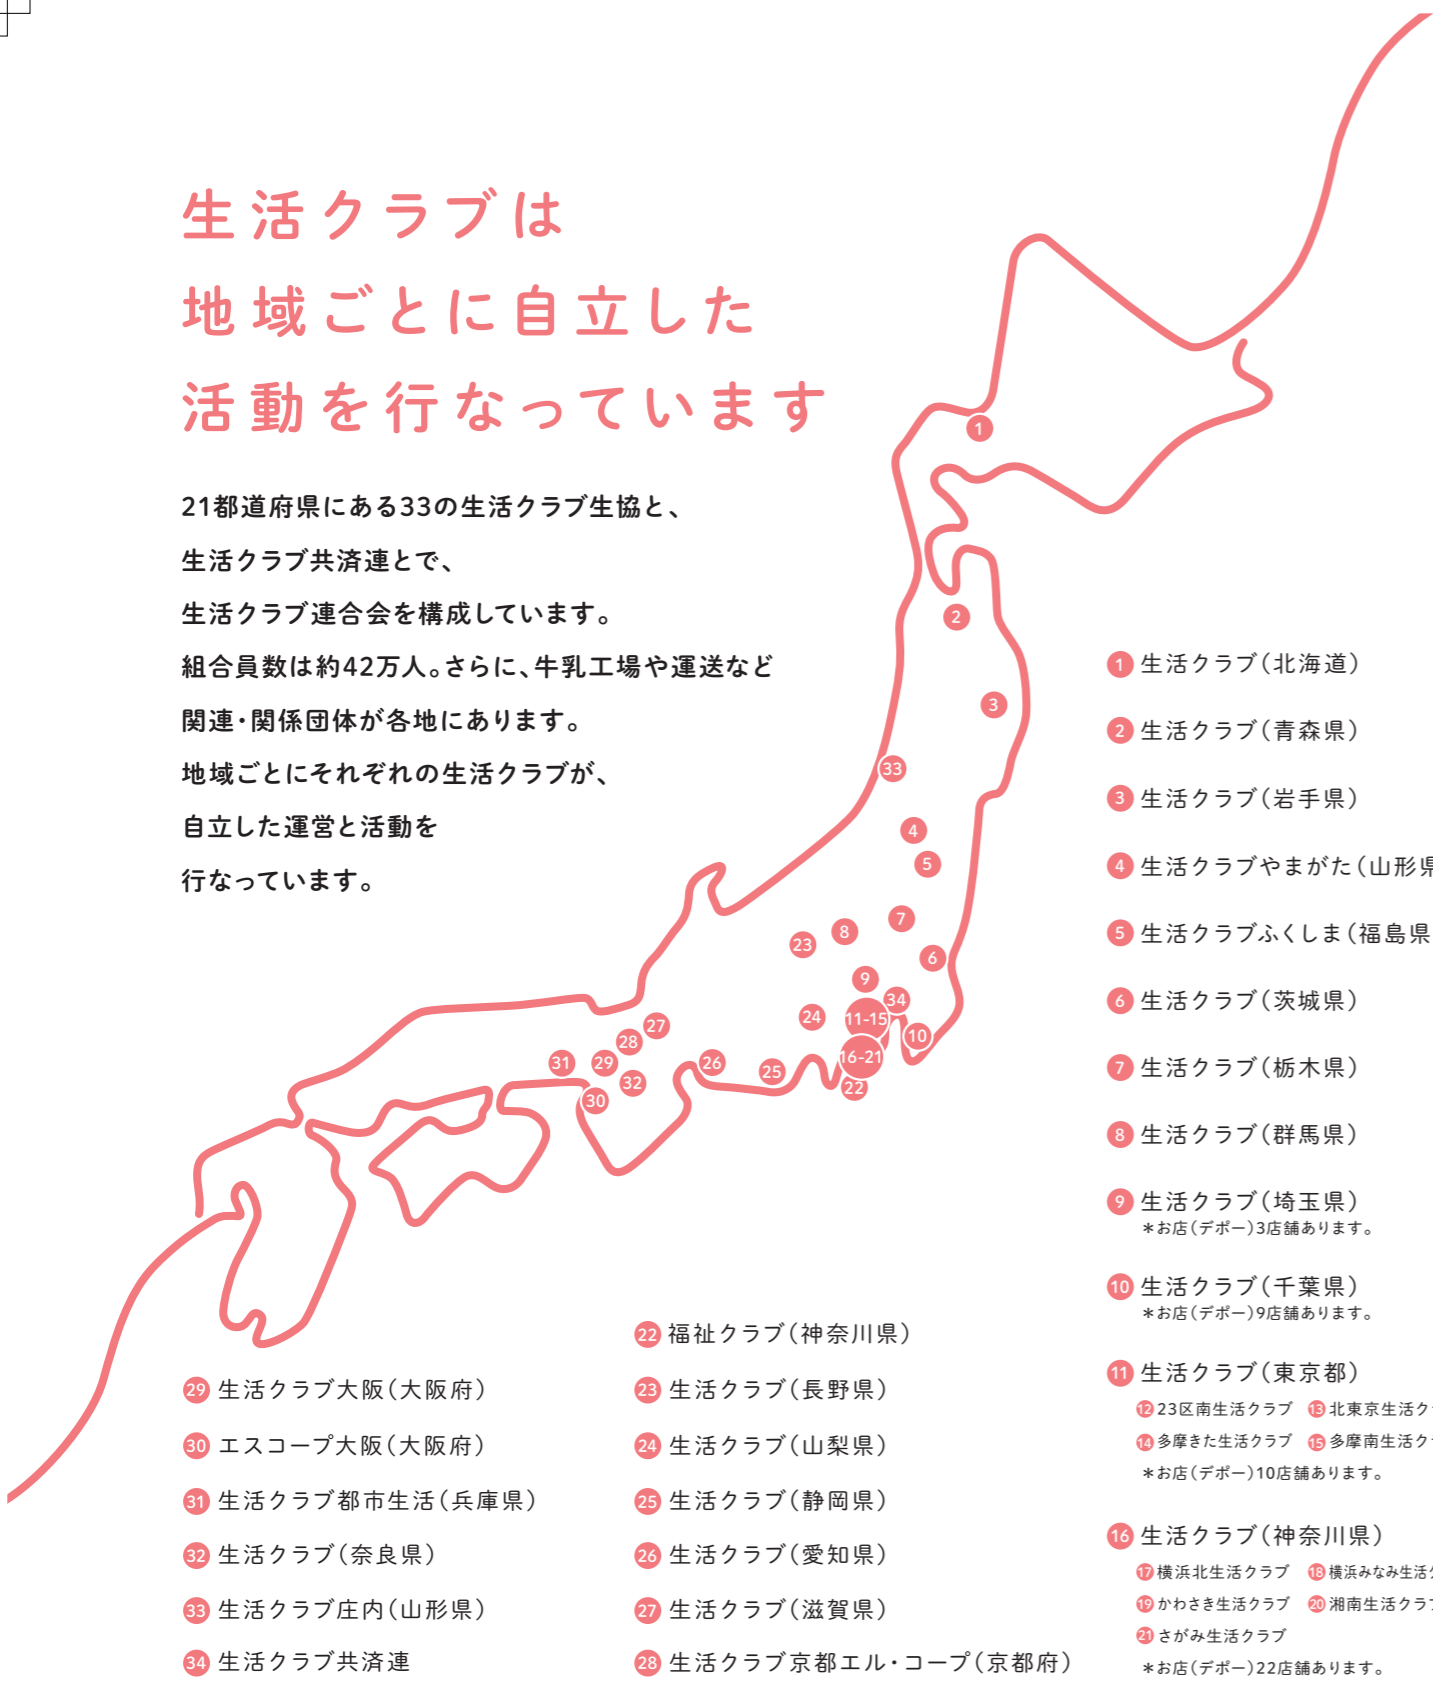 生活クラブは
地域ごとに自立した
活動を行なっています
21都道府県にある33の生活クラブ生協と、
生活クラブ共済連とで、
生活クラブ連合会を構成しています。
組合員数は約42万人。さらに、牛乳工場や運送など
関連・関係団体が各地にあります。
地域ごとにそれぞれの生活クラブが、
自立した運営と活動を
行なっています。
1
2
3
33
4
5
7
8
23
6
9
34
24
11-15
10
27
28
16-21
31
29
26
25
32
22
30
1 生活クラブ(北海道)
2 生活クラブ(青森県)
3 生活クラブ(岩手県)
4 生活クラブやまがた(山形県
5 生活クラブふくしま(福島県
6 生活クラブ(茨城県)
7 生活クラブ(栃木県)
8 生活クラブ(群馬県)
9 生活クラブ(埼玉県)
＊お店(デポー)3店舗あります。
10 生活クラブ(千葉県)
＊お店(デポー)9店舗あります。
11 生活クラブ(東京都)
12 23区南生活クラブ 13 北東京生活ク
14 多摩きた生活クラブ 15 多摩南生活ク
＊お店(デポー)10店舗あります。
16 生活クラブ(神奈川県)
17 横浜北生活クラブ 18 横浜みなみ生活
19 かわさき生活クラブ 20 湘南生活クラブ
21 さがみ生活クラブ
＊お店(デポー)22店舗あります。
22 福祉クラブ(神奈川県)
23 生活クラブ(長野県)
24 生活クラブ(山梨県)
25 生活クラブ(静岡県)
26 生活クラブ(愛知県)
27 生活クラブ(滋賀県)
28 生活クラブ京都エル・コープ(京都府)
29 生活クラブ大阪(大阪府)
30 エスコープ大阪(大阪府)
31 生活クラブ都市生活(兵庫県)
32 生活クラブ(奈良県)
33 生活クラブ庄内(山形県)
34 生活クラブ共済連